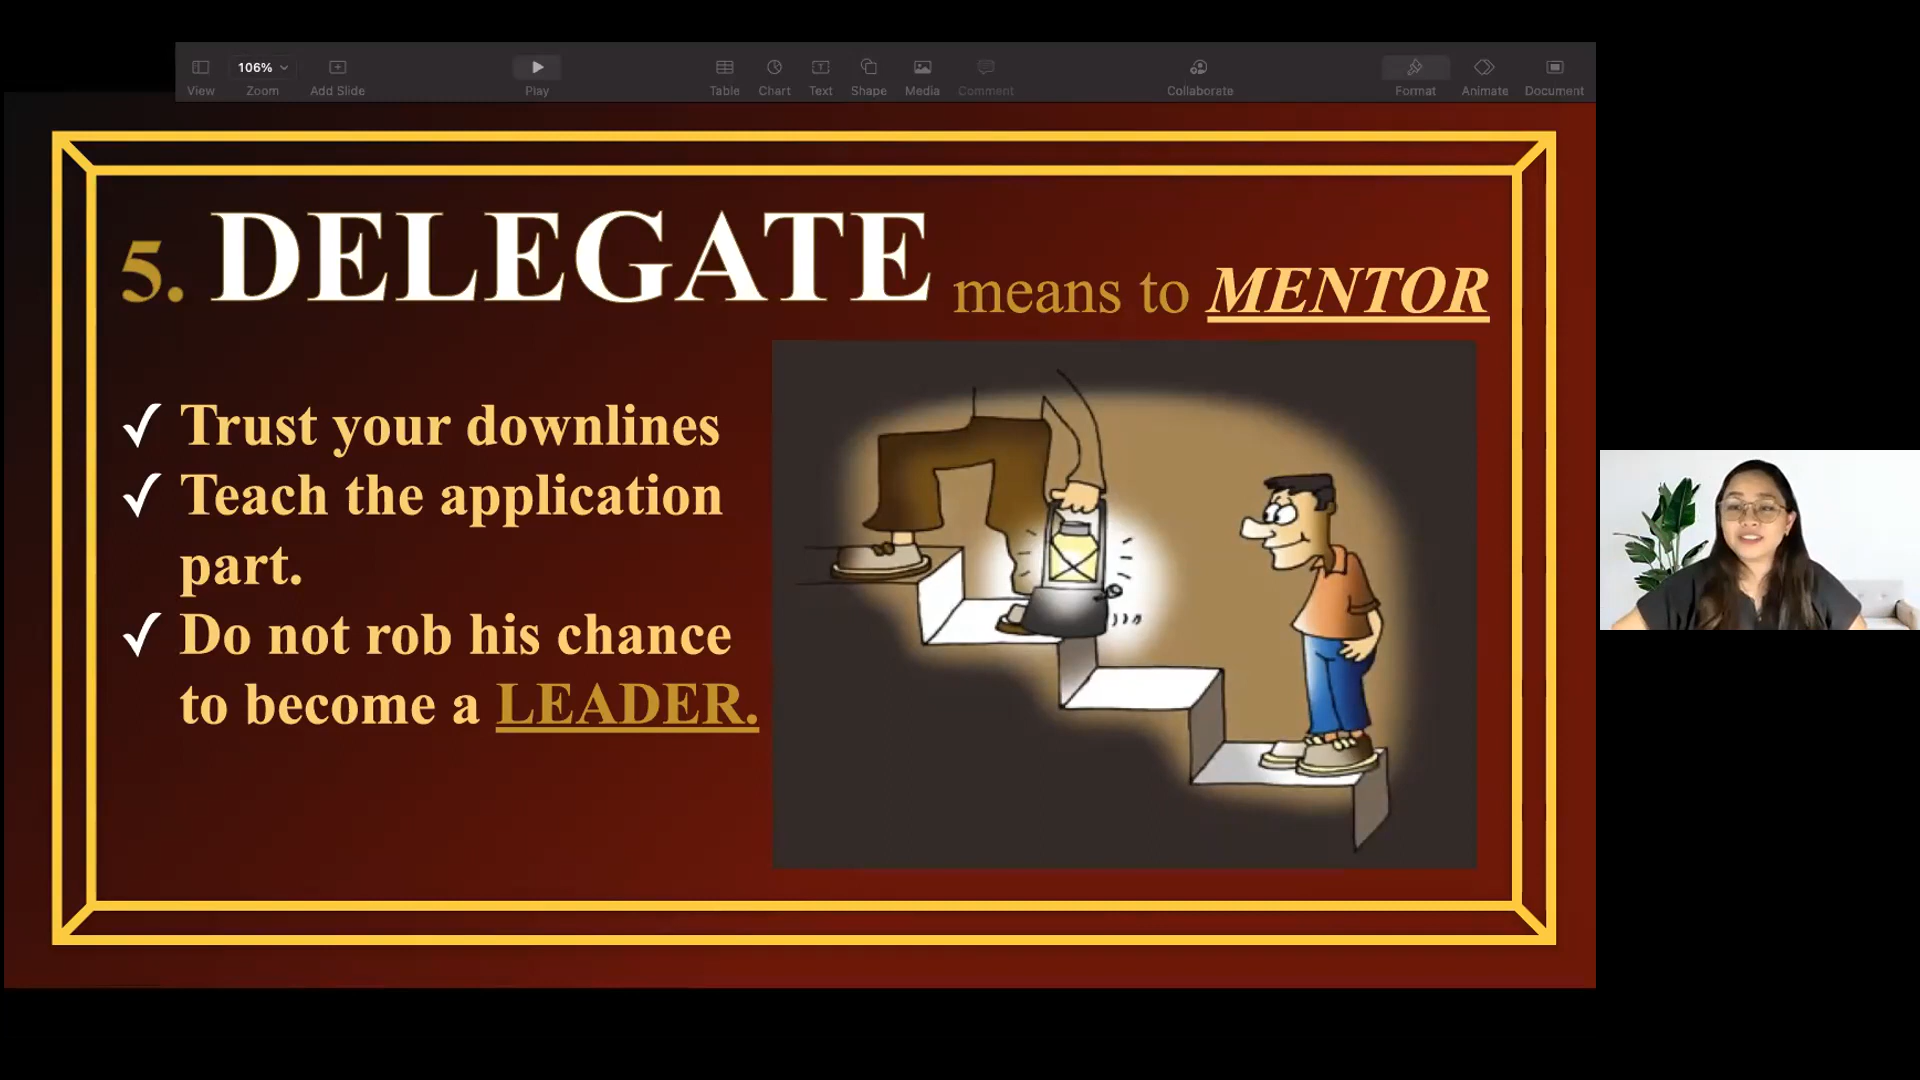 106%
View Zoom Add Slide Play Table Chart Text Shape Media Comment Collaborate Format Animate Document
5. DELEGATE means to MENTOR
✓ Trust your downlines
✓ Teach the application
part.
✓ Do not rob his chance
to become a LEADER.